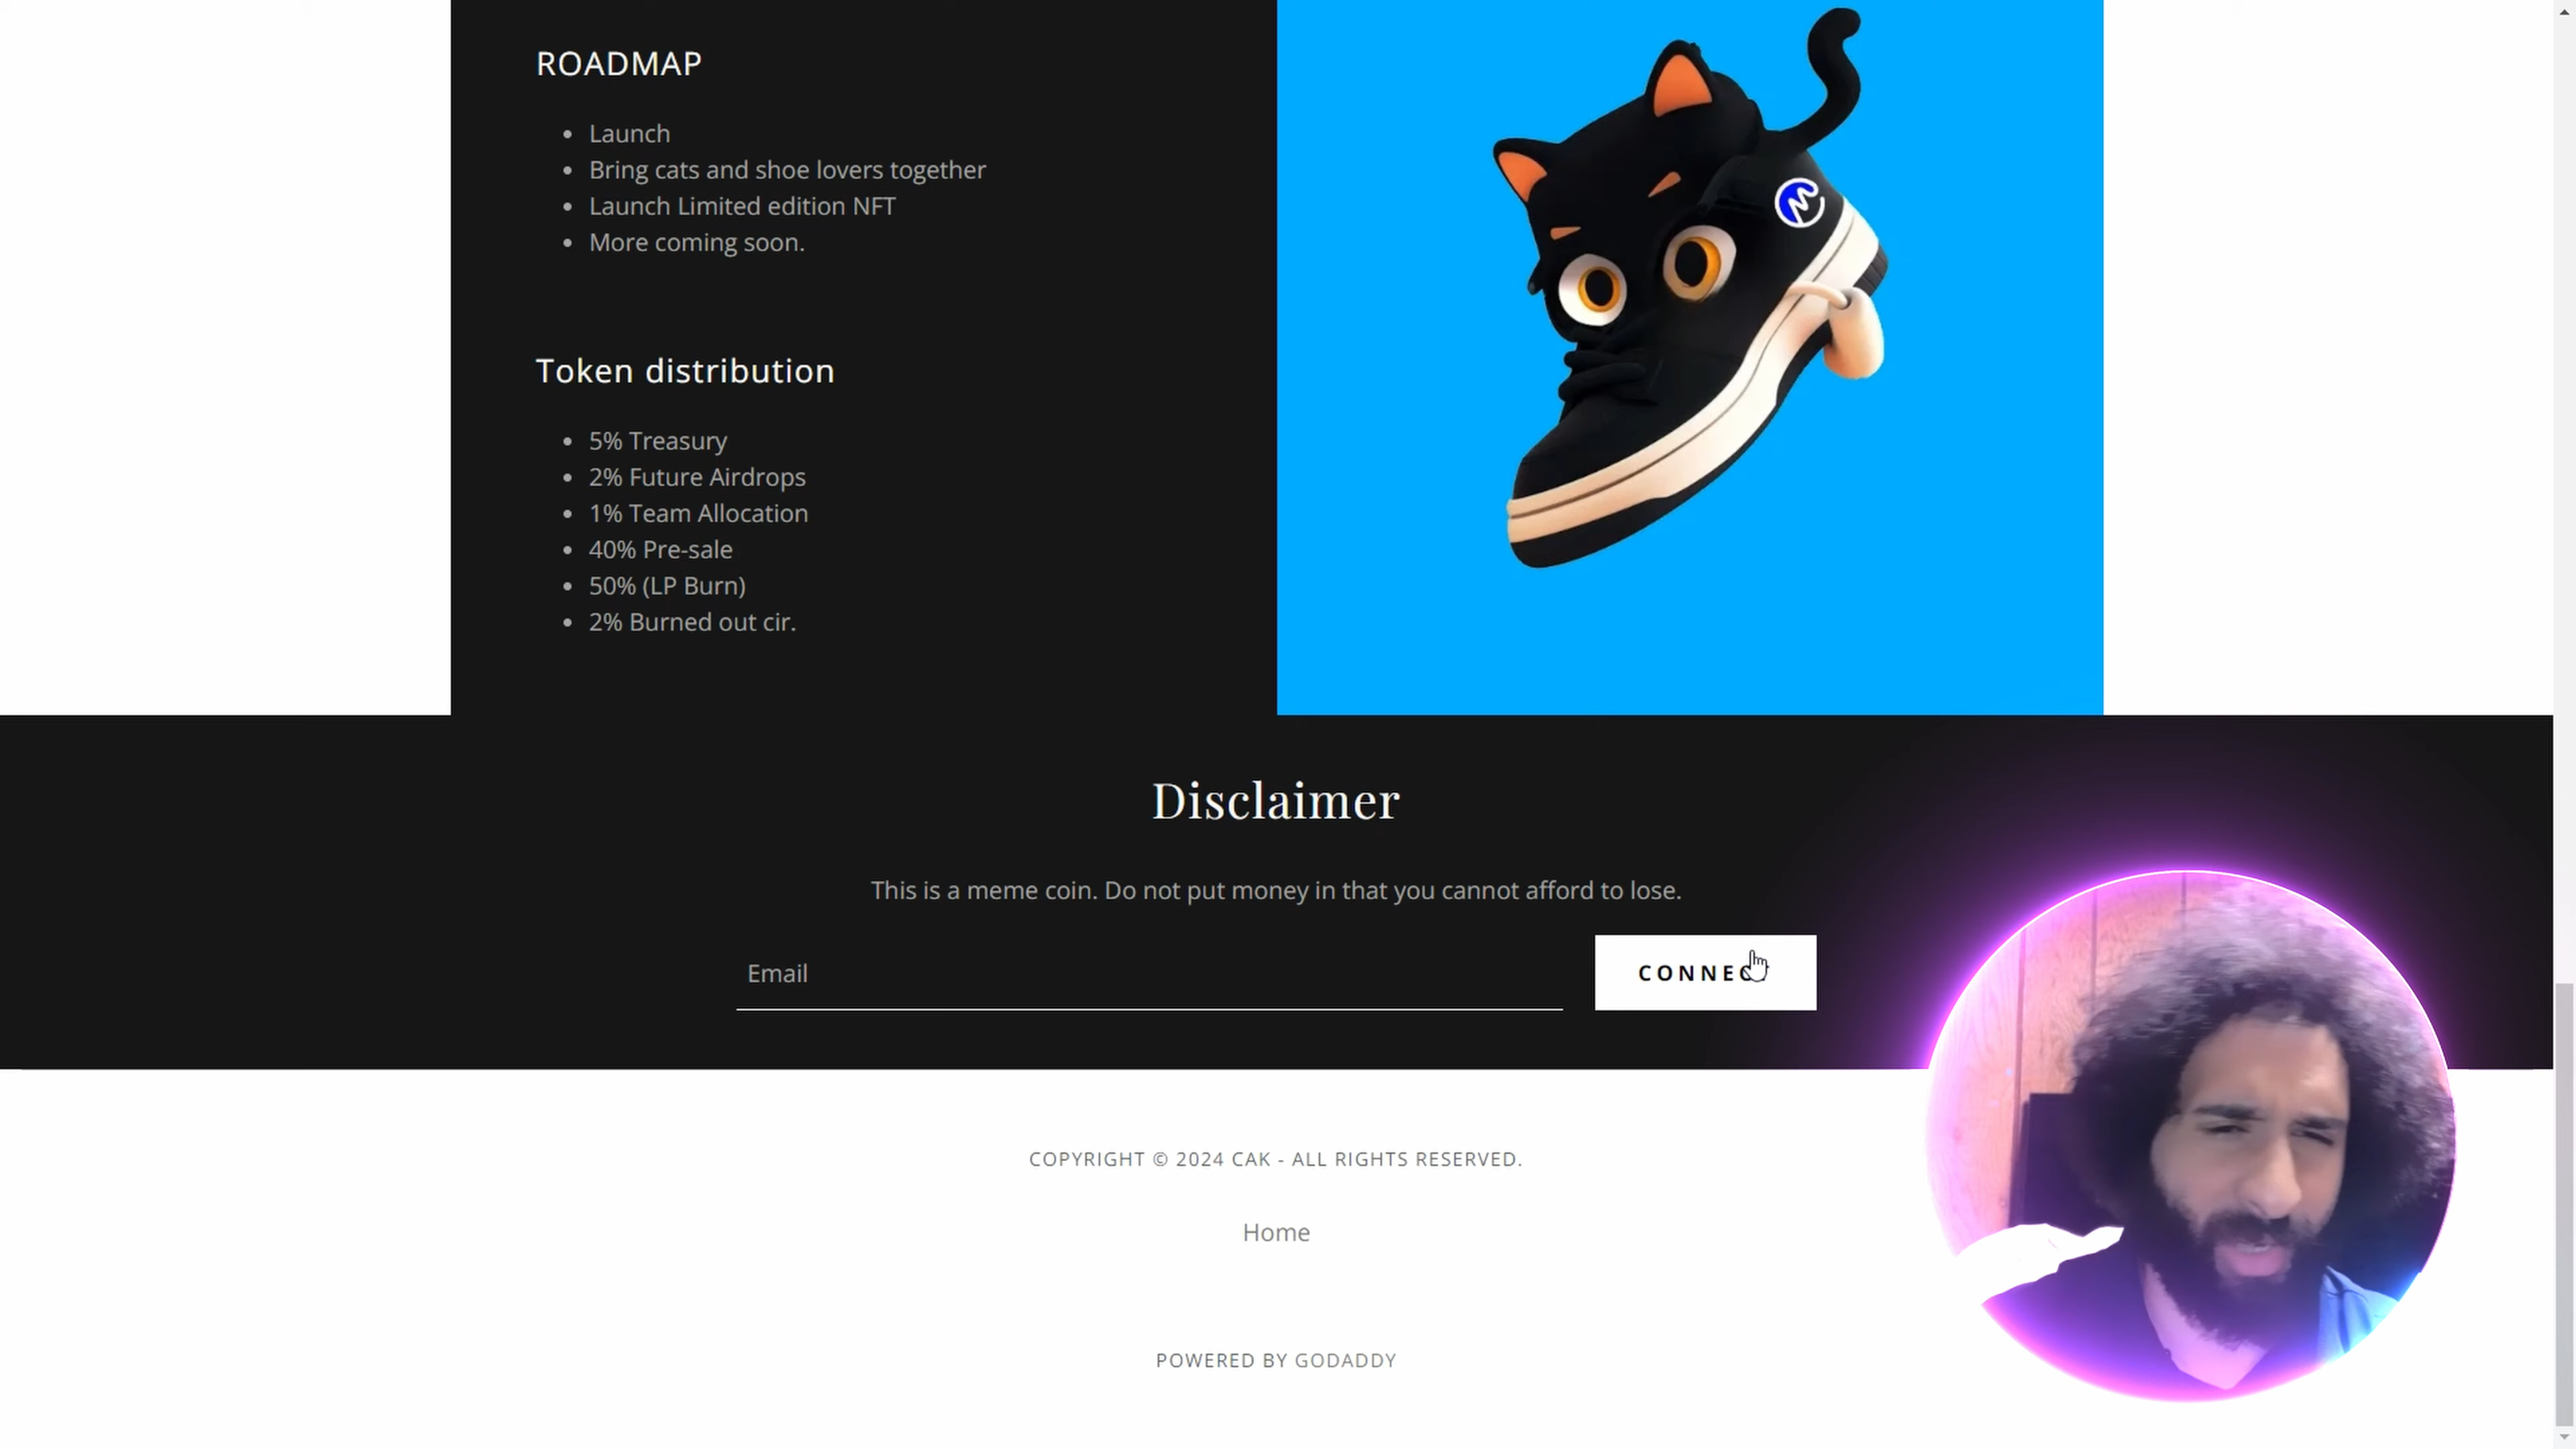 ROADMAP
Launch
Bring cats and shoe lovers together
Launch Limited edition NFT
More coming soon.
Token distribution
5% Treasury
2% Future Airdrops
1% Team Allocation
40% Pre-sale
50% (LP Burn)
2% Burned out cir.
Disclaimer
This is a meme coin. Do not put money in that you cannot afford to lose.
Email
CONNECT
COPYRIGHT © 2024 CAK - ALL RIGHTS RESERVED.
Home
POWERED BY GODADDY